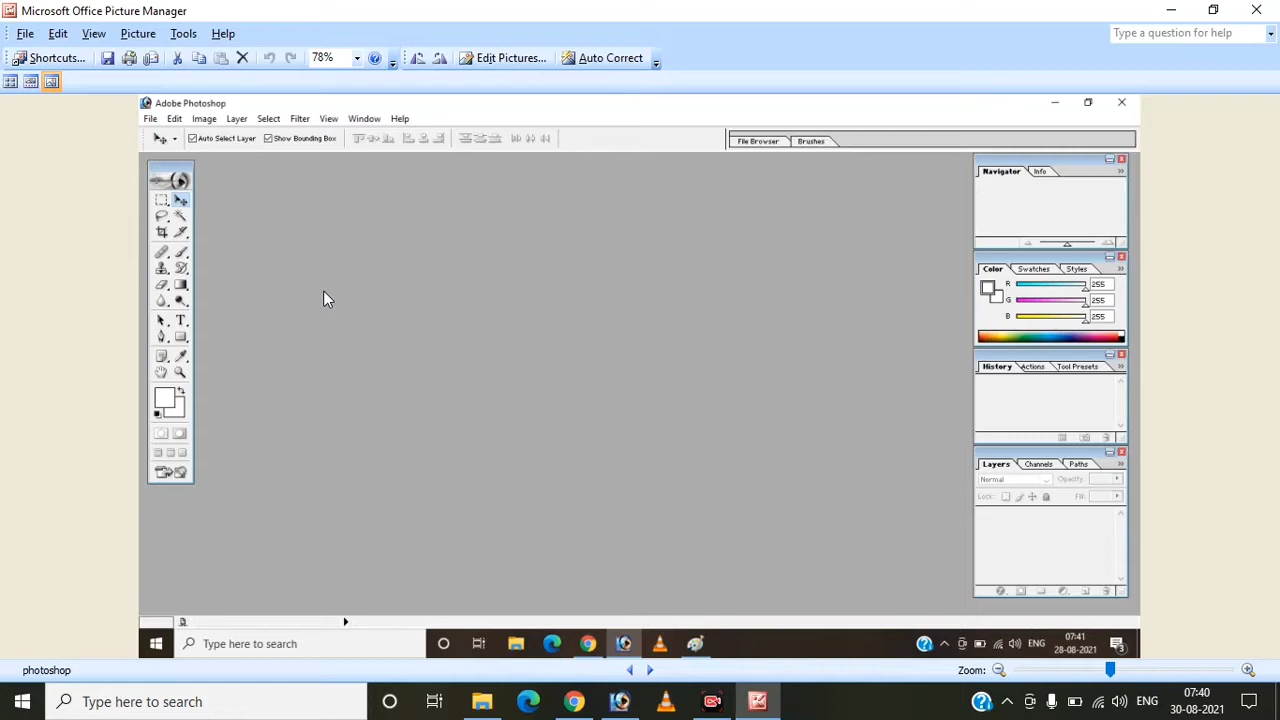 Microsoft Office Picture Manager
File Edit View Picture Tools Help
Type a question for help
Shortcuts... 78% Edit Pictures... Auto Correct
Adobe Photoshop
File Edit Image Layer Select Filter View Window Help
Auto Select Layer Show Bounding Box File Browser Brushes
Navigator Info
Color Swatches Styles
R 255
G 255
B 255
History Actions Tool Presets
Layers Channels Paths
Normal Opacity:
Lock: Fill:
Type here to search ENG 07:41
28-08-2021
3
photoshop Zoom:
Type here to search ENG 07:40
30-08-2021